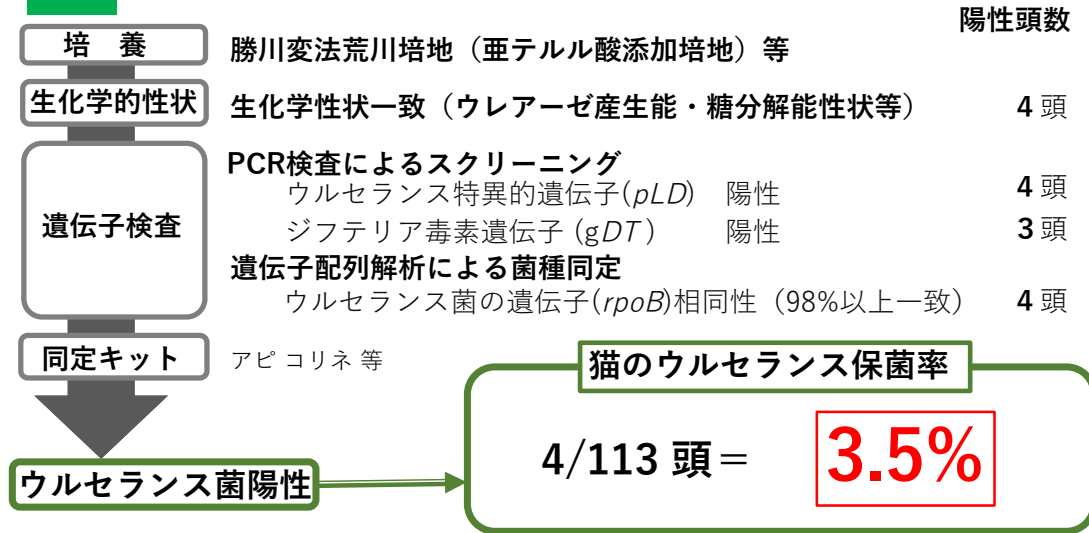 陽性頭数
培 養
勝川変法荒川培地（亜テルル酸添加培地）等
生化学的性状
生化学性状一致（ウレアーゼ産生能・糖分解能性状等） 4 頭
遺伝子検査
PCR検査によるスクリーニング
ウルセランス特異的遺伝子(pLD) 陽性 4 頭
ジフテリア毒素遺伝子 (gDT ) 陽性 3 頭
遺伝子配列解析による菌種同定
ウルセランス菌の遺伝子(rpoB)相同性（98%以上一致） 4 頭
同定キット
アピ コリネ 等
猫のウルセランス保菌率
4/113 頭＝ 3.5%
ウルセランス菌陽性